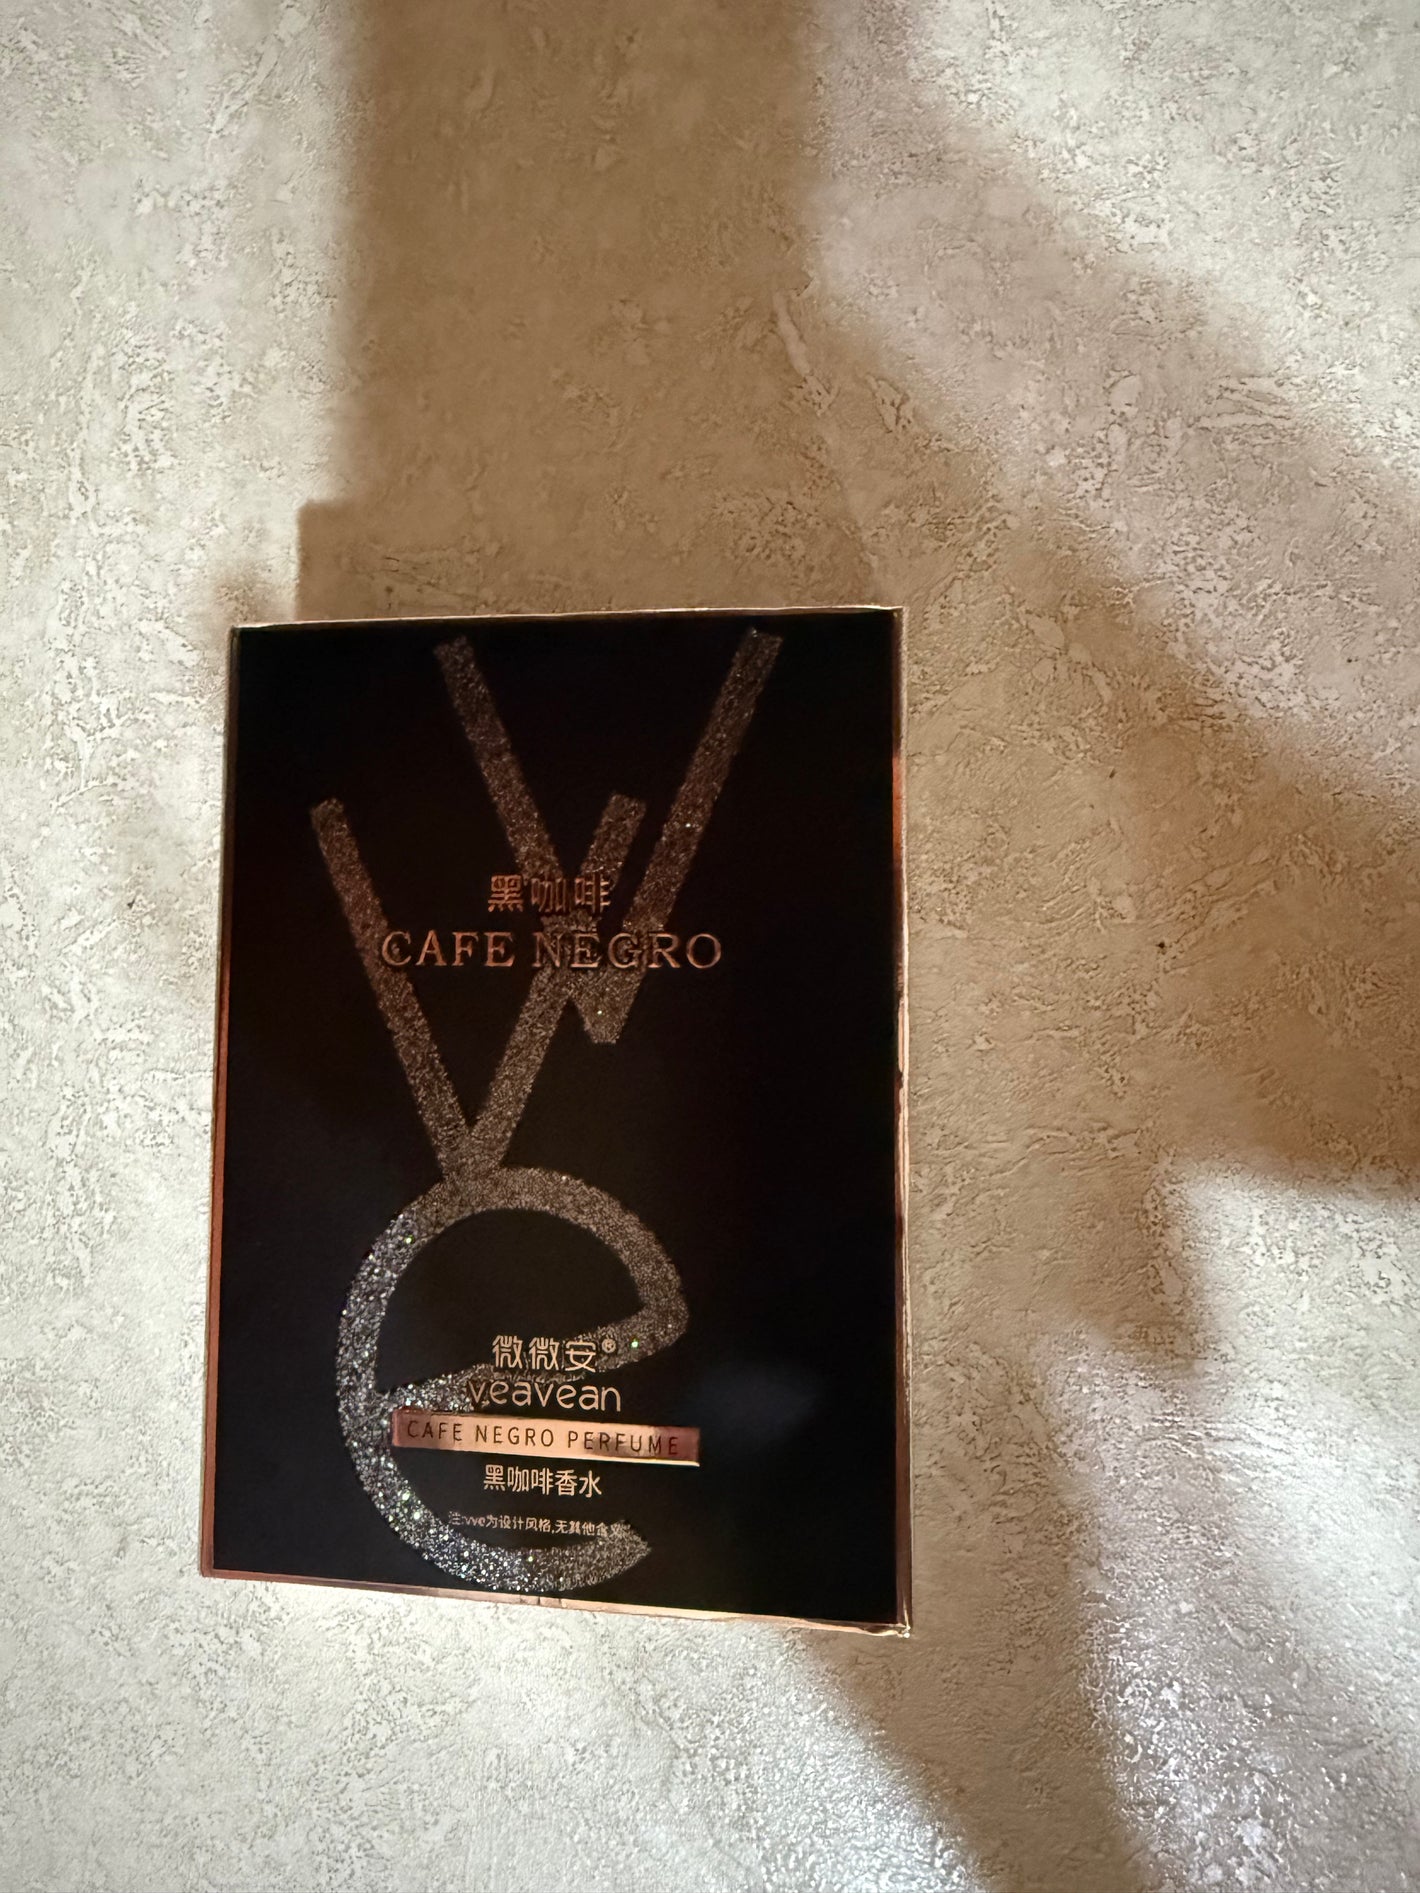 黑咖啡
CAFE NEGRO
微微安®
veavean
CAFE NEGRO PERFUME
黑咖啡香水
注:vve为设计风格,无其他含义